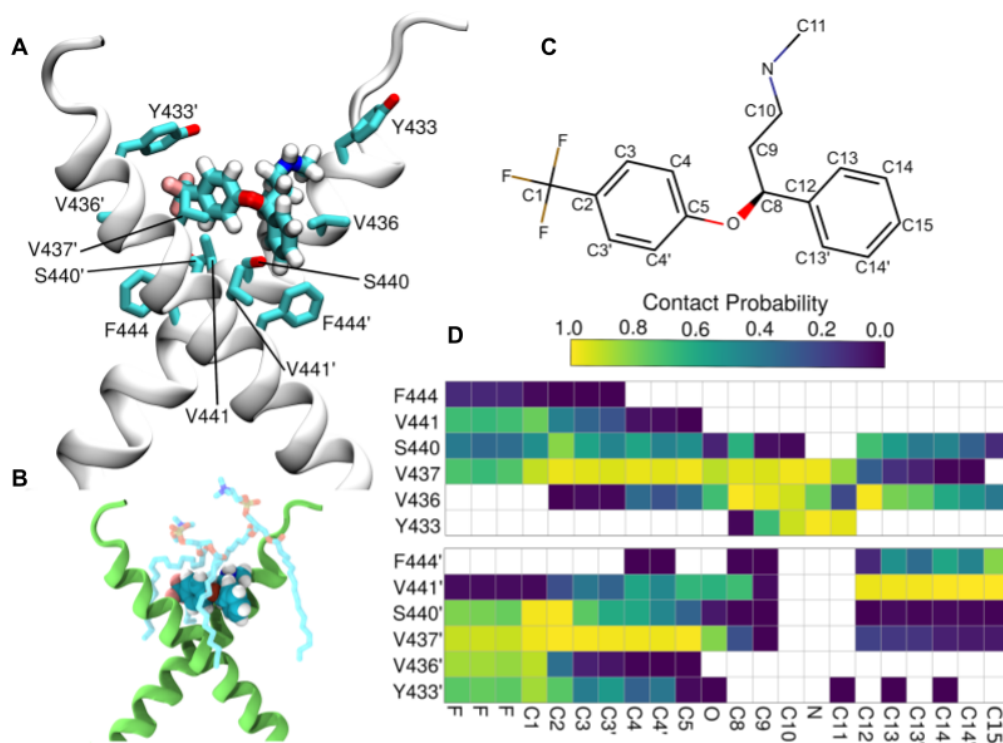 A
Y433'
Y433
V436'
V436
V437'
S440'
S440
F444
F444'
V441'
V441
B
C
C11
N
C10
C9
F
F
F
C1
C2
C3
C4
C5
C3'
C4'
O
C8
C12
C13
C14
C15
C13'
C14'
Contact Probability
1.0 0.8 0.6 0.4 0.2 0.0
D
F444
V441
S440
V437
V436
Y433
F444'
V441'
S440'
V437'
V436'
Y433'
F F F C1 C2 C3 C3' C4 C4' C5 O C8 C9 C10 N C11 C12 C13 C13' C14 C14' C15